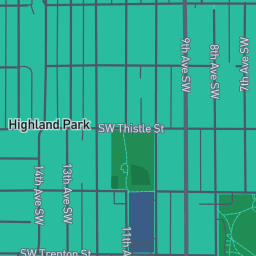 9th Ave SW
8th Ave SW
7th Ave SW
Highland Park
SW Thistle St
14th Ave SW
13th Ave SW
11th A
SW Trenton St